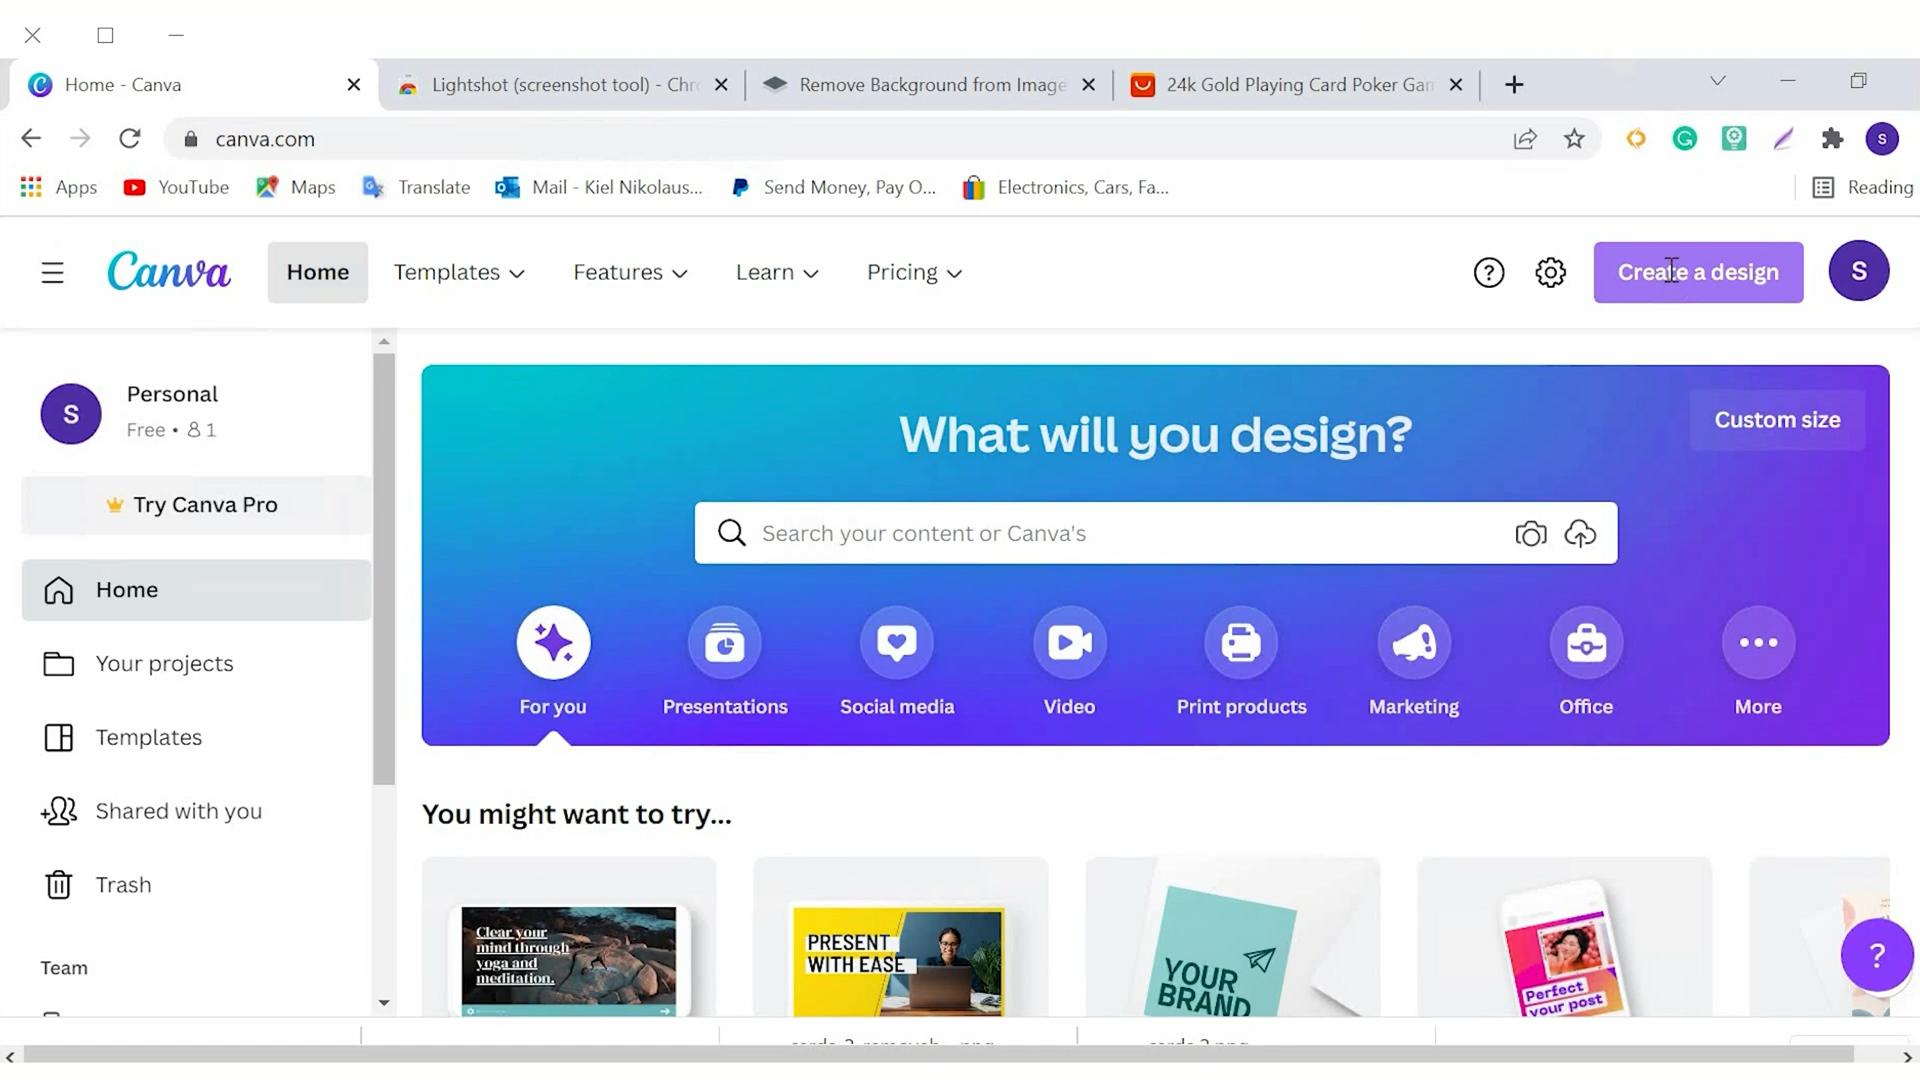 Home - Canva
Lightshot (screenshot tool) - Chr
Remove Background from Image
24k Gold Playing Card Poker Gam
canva.com
S
Apps
YouTube
Maps
Translate
Mail - Kiel Nikolaus...
Send Money, Pay O...
Electronics, Cars, Fa...
Reading
Canva
Home
Templates
Features
Learn
Pricing
Create a design
S
S
Personal
Free • 1
Try Canva Pro
Home
Your projects
Templates
Shared with you
Trash
Team
What will you design?
Custom size
Search your content or Canva's
For you
Presentations
Social media
Video
Print products
Marketing
Office
More
You might want to try...
Clear your
mind through
yoga and
meditation.
PRESENT
WITH EASE
YOUR
BRAND
Perfect
your post
?